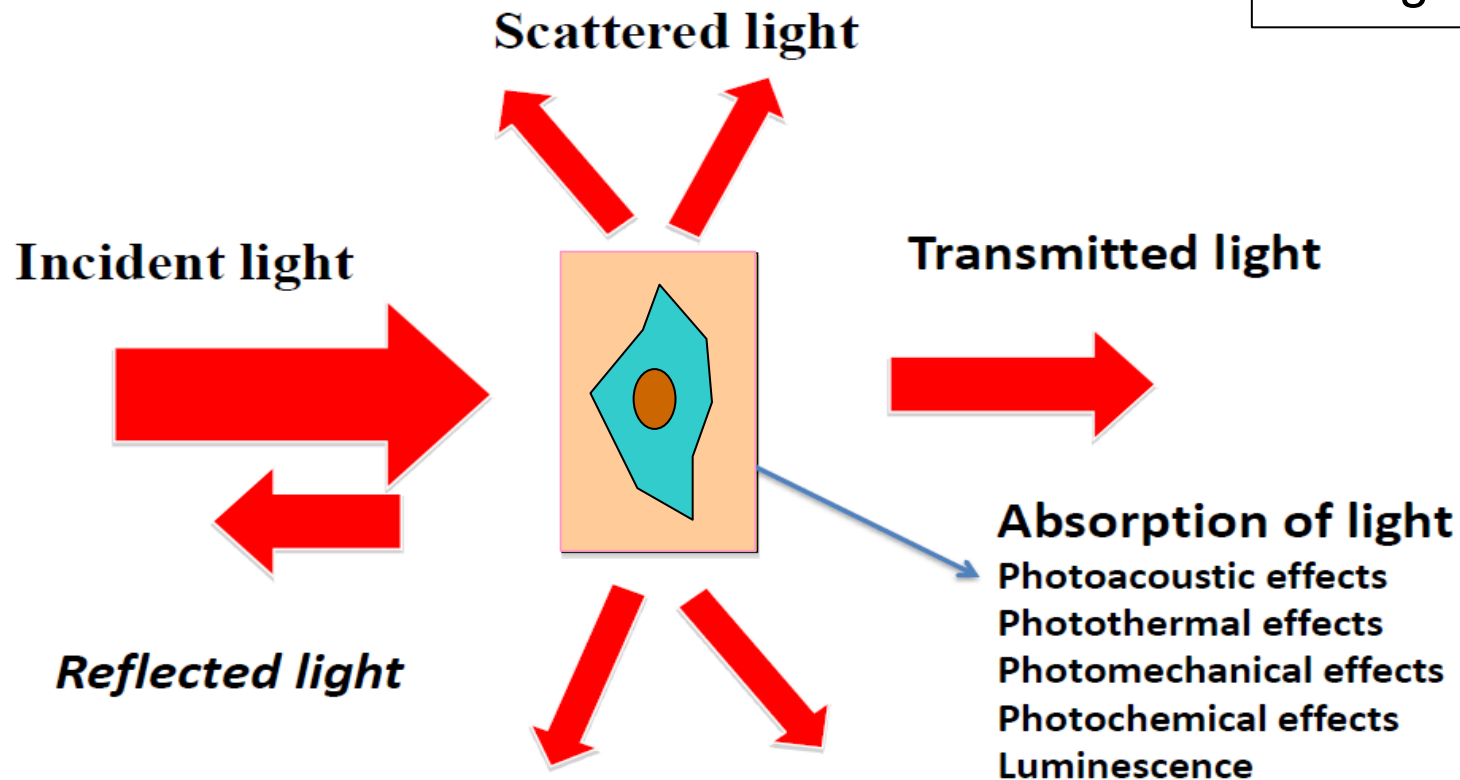 Scattered light
Incident light
Transmitted light
Reflected light
Absorption of light
Photoacoustic effects
Photothermal effects
Photomechanical effects
Photochemical effects
Luminescence